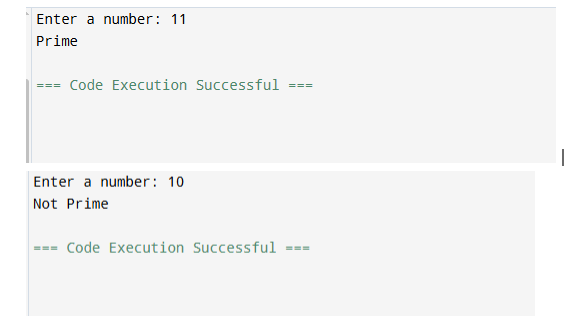 Enter a number: 11
Prime
=== Code Execution Successful ===
Enter a number: 10
Not Prime
=== Code Execution Successful ===